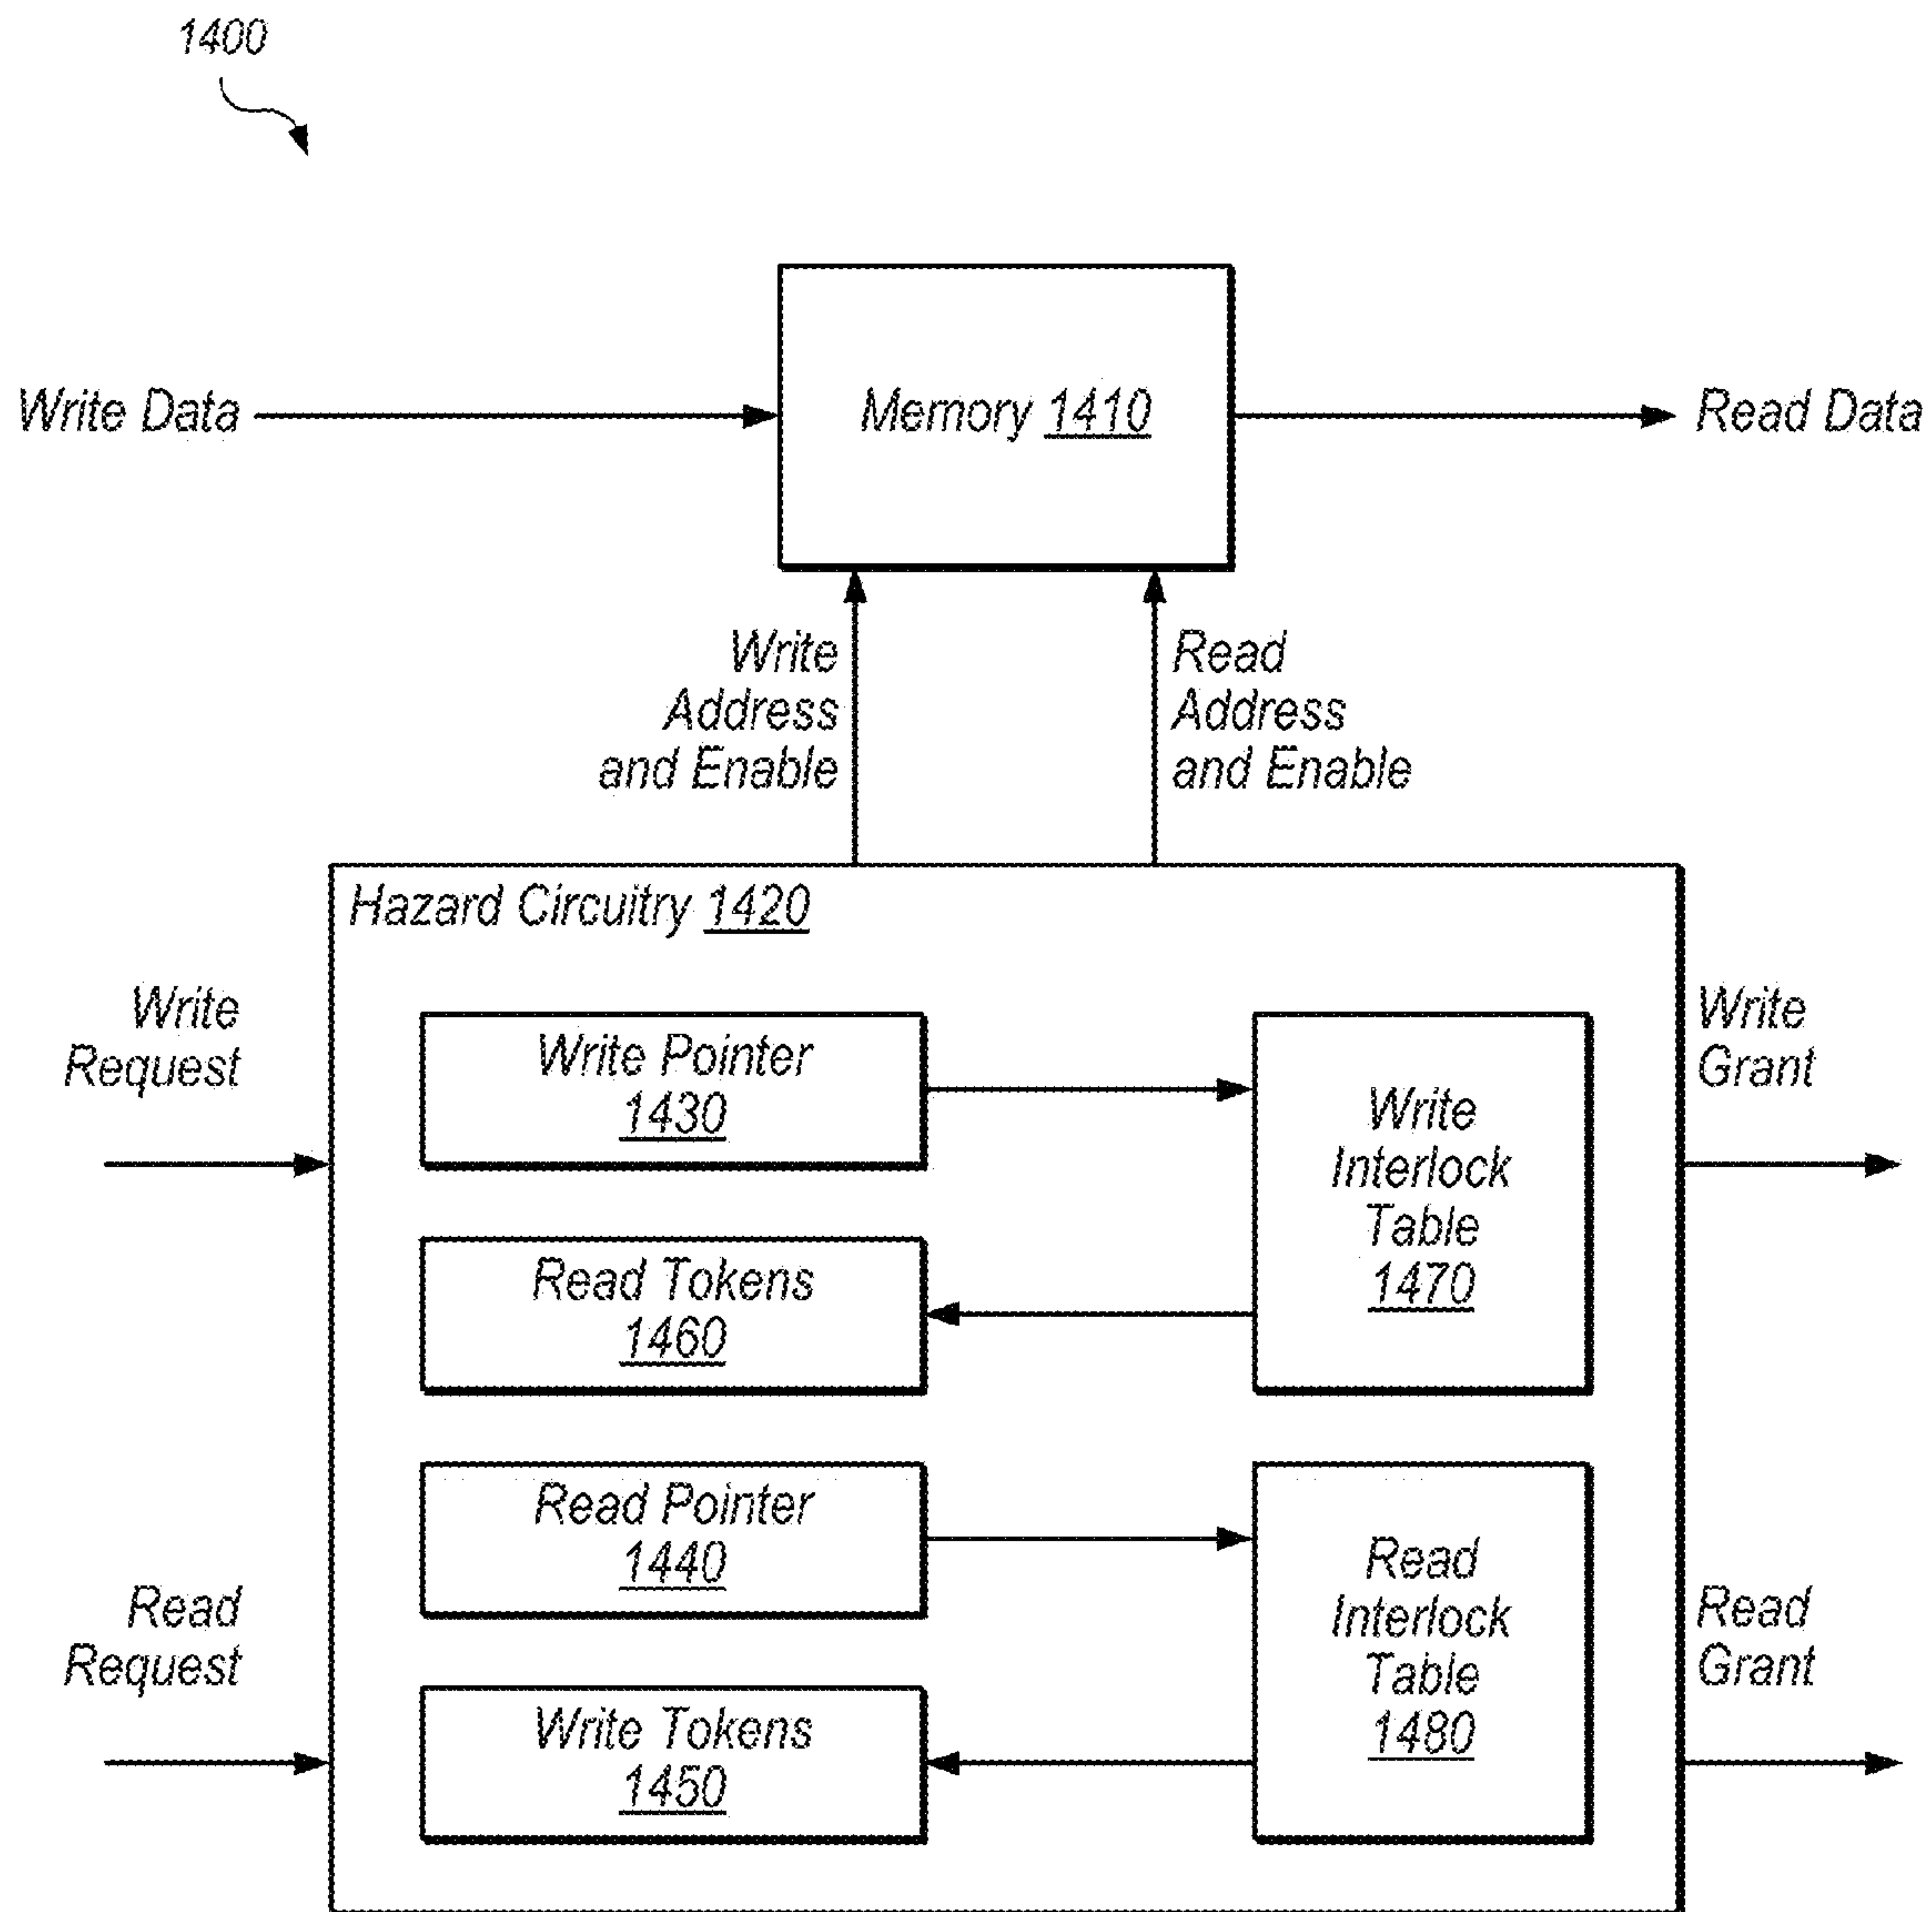 1400
Memory 1410
Write Data
Read Data
Write
Address
and Enable
Read
Address
and Enable
Hazard Circuitry 1420
Write
Request
Write Pointer
1430
Write
Interlock
Table
1470
Write
Grant
Read Tokens
1460
Read Pointer
1440
Read
Interlock
Table
1480
Read
Request
Read
Grant
Write Tokens
1450